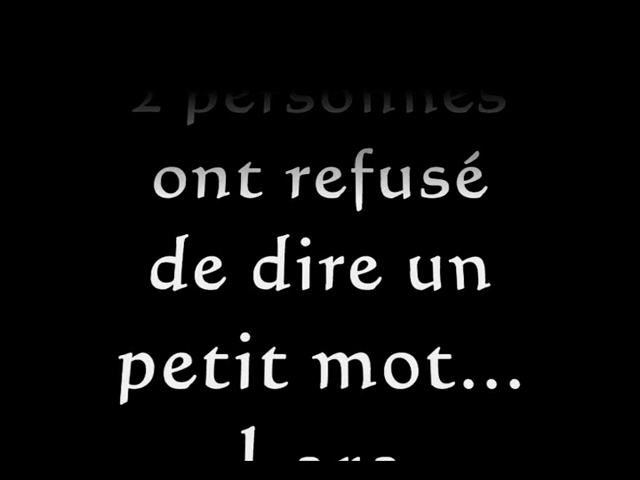 2 personnes
ont refusé
de dire un
petit mot...